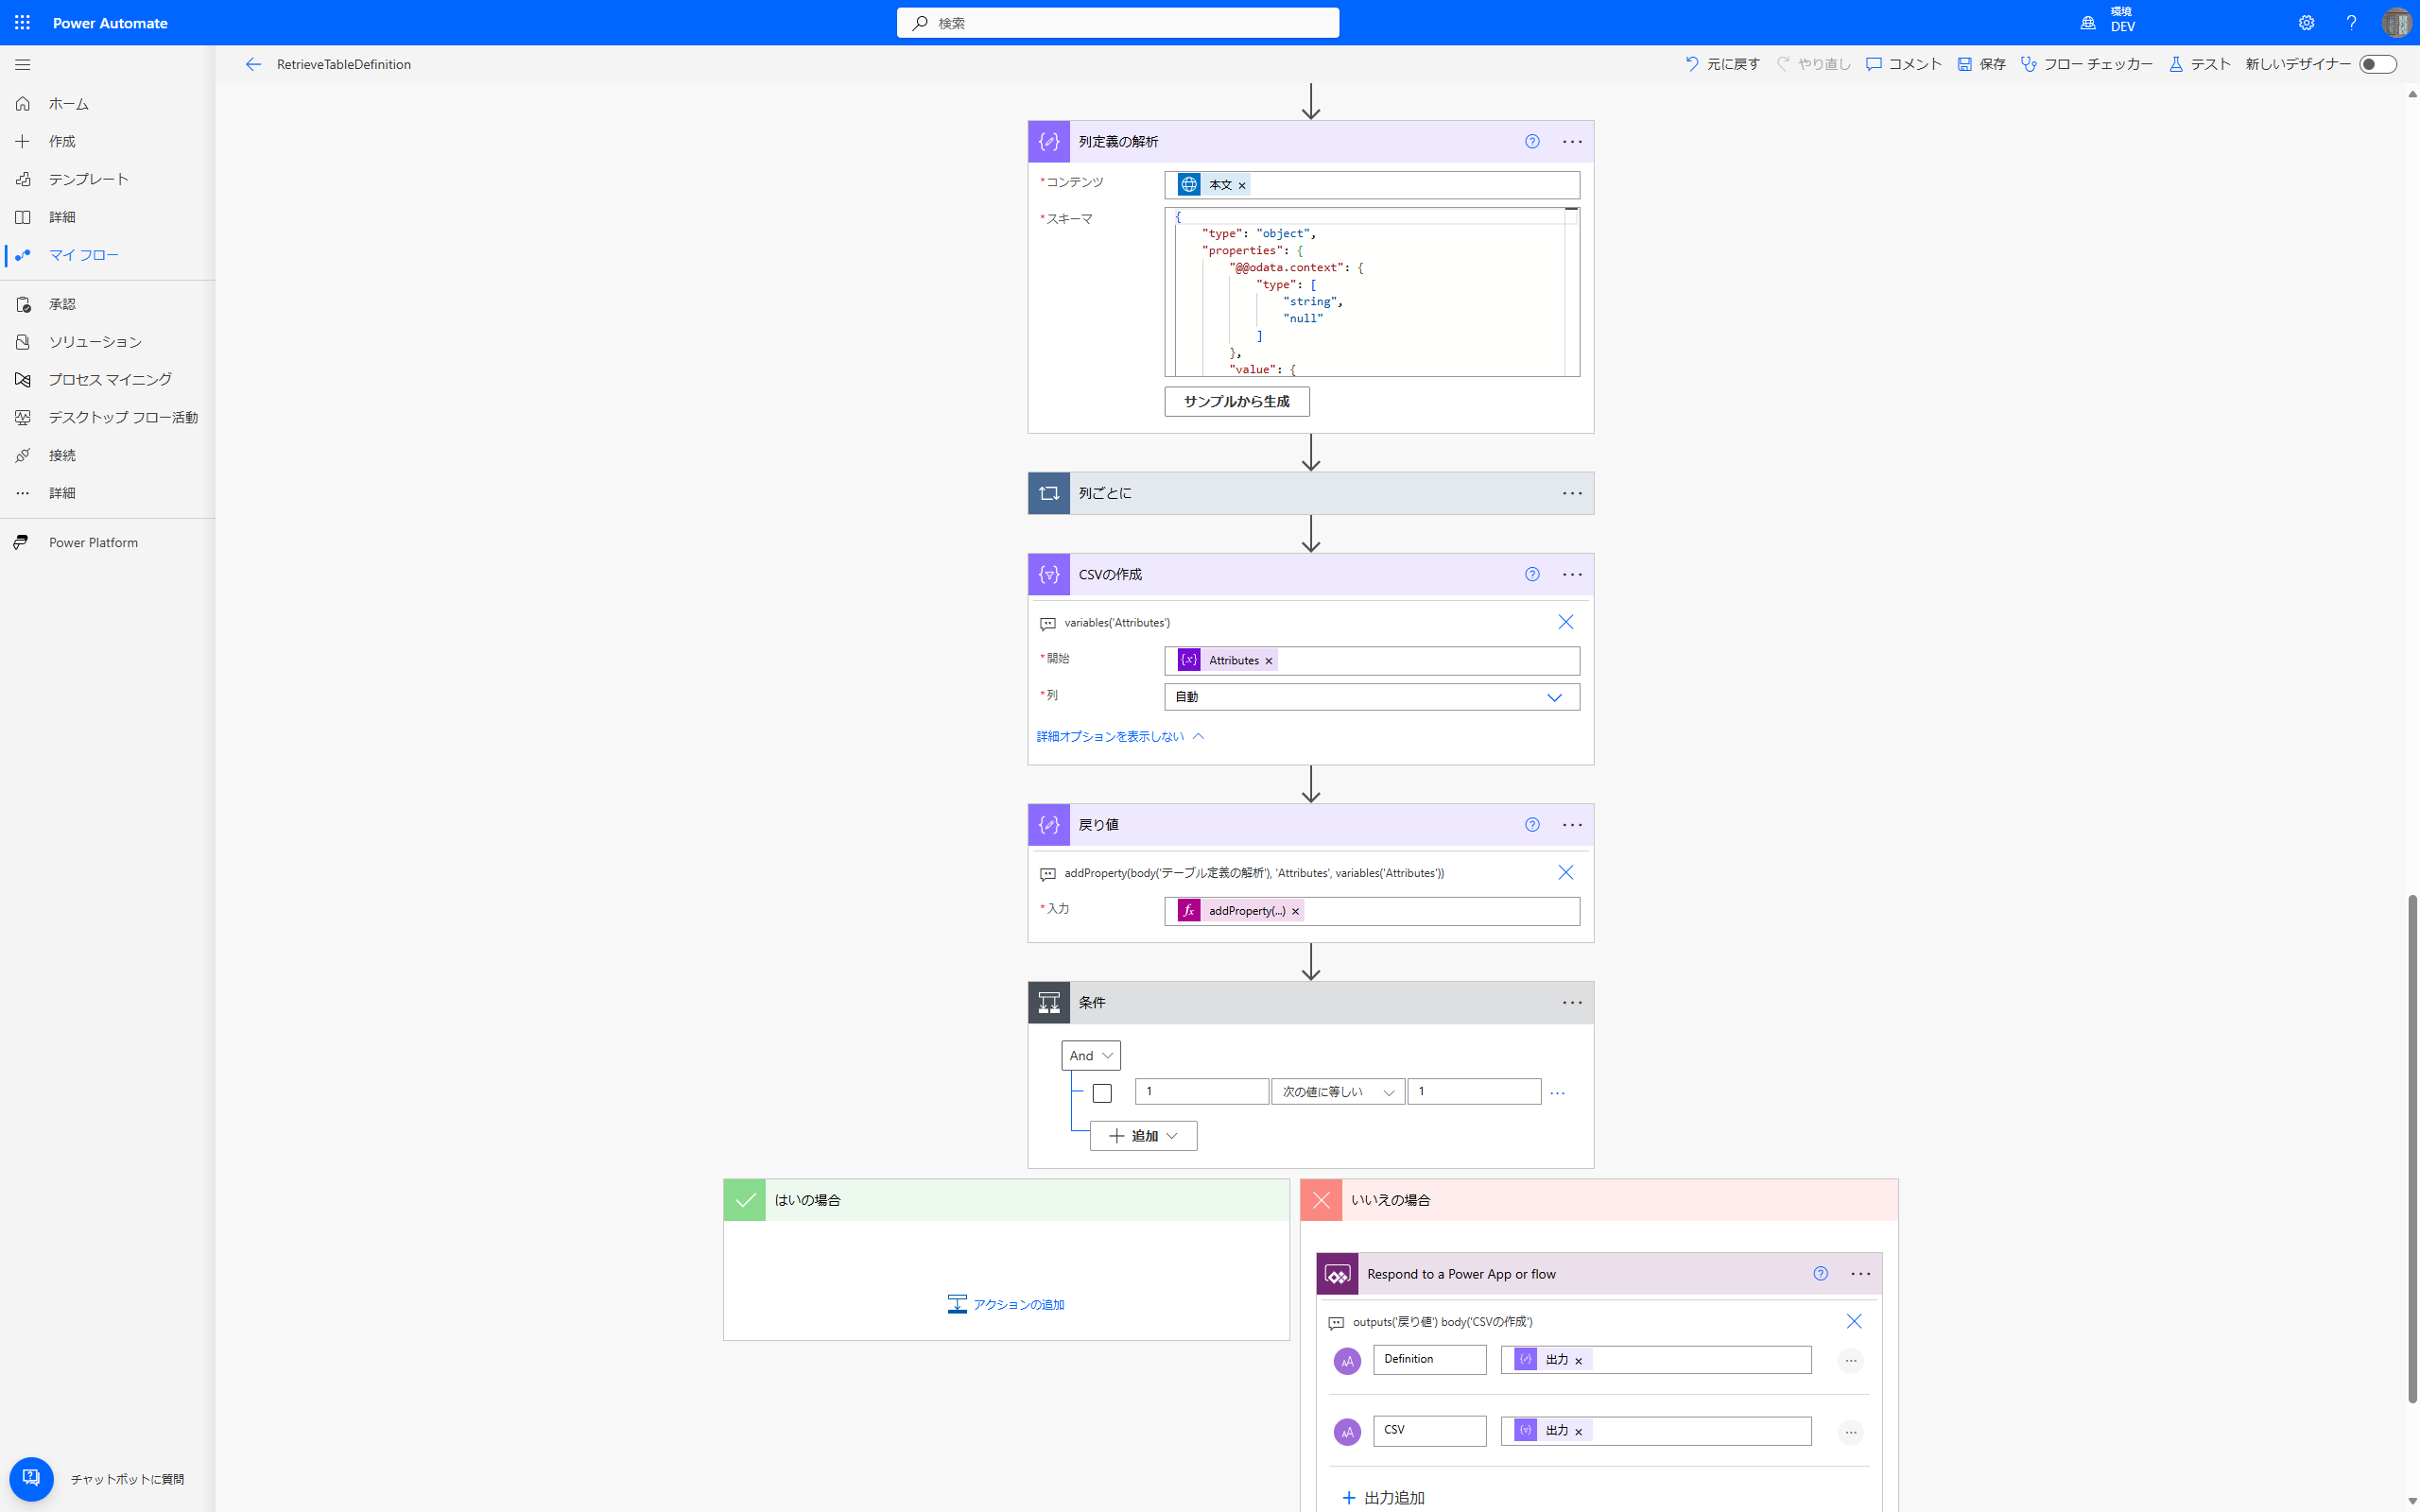 Power Automate
検索
環境
DEV
RetrieveTableDefinition
元に戻す
やり直し
コメント
保存
フロー チェッカー
テスト
新しいデザイナー
ホーム
作成
テンプレート
詳細
マイ フロー
承認
ソリューション
プロセス マイニング
デスクトップ フロー活動
接続
詳細
Power Platform
チャットボットに質問
列定義の解析
*コンテンツ
本文
*スキーマ
{
"type": "object",
"properties": {
"@@odata.context": {
"type": [
"string",
"null"
]
},
"value": {
サンプルから生成
列ごとに
CSVの作成
variables('Attributes')
*開始
Attributes
*列
自動
詳細オプションを表示しない
戻り値
addProperty(body('テーブル定義の解析'), 'Attributes', variables('Attributes'))
*入力
addProperty(...)
条件
And
1 次の値に等しい 1
追加
はいの場合
アクションの追加
いいえの場合
Respond to a Power App or flow
outputs('戻り値') body('CSVの作成')
Definition
出力
CSV
出力
出力追加